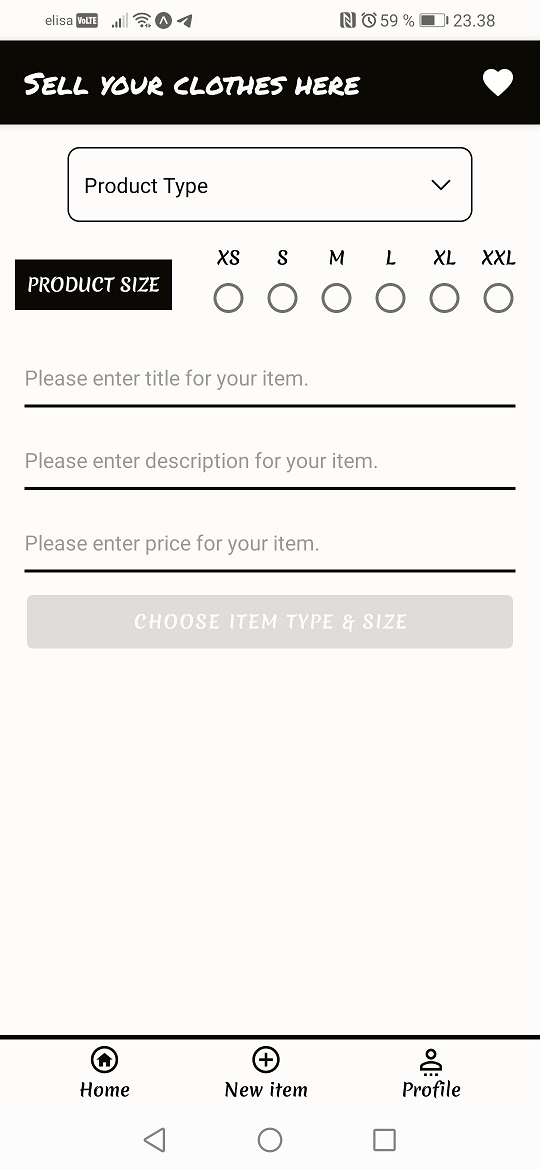 elisa VoLTE 59 % 23.38
Sell your clothes here
Product Type
XS S M L XL XXL
PRODUCT SIZE
Please enter title for your item.
Please enter description for your item.
Please enter price for your item.
CHOOSE ITEM TYPE & SIZE
Home New item Profile